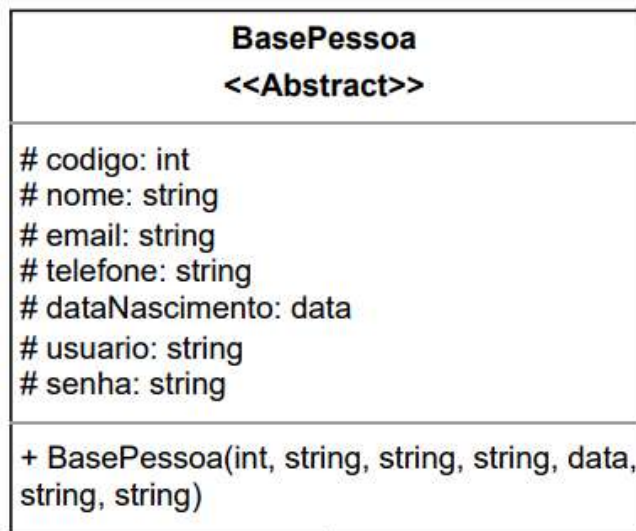 BasePessoa
<<Abstract>>
# codigo: int
# nome: string
# email: string
# telefone: string
# dataNascimento: data
# usuario: string
# senha: string
+ BasePessoa(int, string, string, string, data,
string, string)